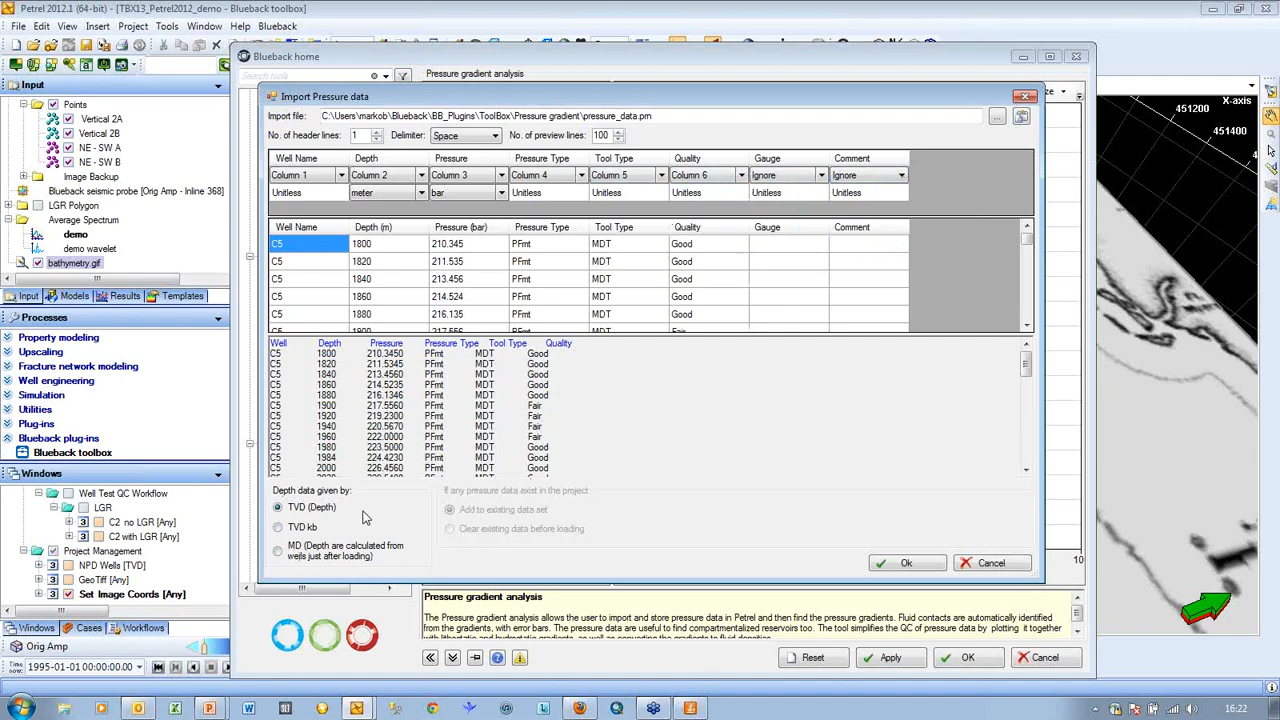 Petrel 2012.1 (64-bit) - [TBX13_Petrel2012_demo - Blueback toolbox]
File Edit View Insert Project Tools Window Help Blueback
Input
Points
Vertical 2A
Vertical 2B
NE - SW A
NE - SW B
Image Backup
Blueback seismic probe [Orig Amp - Inline 368]
LGR Polygon
Average Spectrum
demo
demo wavelet
bathymetry.gif
Input Models Results Templates
Processes
Property modeling
Upscaling
Fracture network modeling
Well engineering
Simulation
Utilities
Plug-ins
Blueback plug-ins
Blueback toolbox
Windows
Well Test QC Workflow
LGR
C2 no LGR [Any]
C2 with LGR [Any]
Project Management
NPD Wells [TVD]
GeoTiff [Any]
Set Image Coords [Any]
Windows Cases Workflows
Orig Amp
Time now: 1995-01-01 00:00:00.00
Blueback home
Search tools
Pressure gradient analysis
Import Pressure data
Import file: C:\Users\markob\Blueback\BB_Plugins\ToolBox\Pressure gradient\pressure_data.prn
No. of header lines: 1 Delimiter: Space No. of preview lines: 100
Well Name Depth Pressure Pressure Type Tool Type Quality Gauge Comment
Column 1 Column 2 Column 3 Column 4 Column 5 Column 6 Ignore Ignore
Unitless meter bar Unitless Unitless Unitless Unitless Unitless
Well Name Depth (m) Pressure (bar) Pressure Type Tool Type Quality Gauge Comment
C5 1800 210.345 PFmt MDT Good
C5 1820 211.535 PFmt MDT Good
C5 1840 213.456 PFmt MDT Good
C5 1860 214.524 PFmt MDT Good
C5 1880 216.135 PFmt MDT Good
C5 1900 217.556 PFmt MDT Fair
Well Depth Pressure Pressure Type Tool Type Quality
C5 1800 210.3450 PFmt MDT Good
C5 1820 211.5345 PFmt MDT Good
C5 1840 213.4560 PFmt MDT Good
C5 1860 214.5235 PFmt MDT Good
C5 1880 216.1346 PFmt MDT Good
C5 1900 217.5560 PFmt MDT Fair
C5 1920 219.2300 PFmt MDT Fair
C5 1940 220.5670 PFmt MDT Fair
C5 1960 222.0000 PFmt MDT Fair
C5 1980 223.5000 PFmt MDT Good
C5 1984 224.4230 PFmt MDT Good
C5 2000 226.4560 PFmt MDT Good
Depth data given by:
TVD (Depth)
TVD kb
MD (Depth are calculated from
wells just after loading)
If any pressure data exist in the project
Add to existing data set
Clear existing data before loading
Ok Cancel
10
Pressure gradient analysis
The Pressure gradient analysis allows the user to import and store pressure data in Petrel and then find the pressure gradients. Fluid contacts are automatically identified
from the gradients, with error bars. The pressure data are useful to find compartmentalized reservoirs too. The tool simplifies the QC of pressure data by plotting it together
Reset Apply OK Cancel
X-axis
451200
451400
16:22